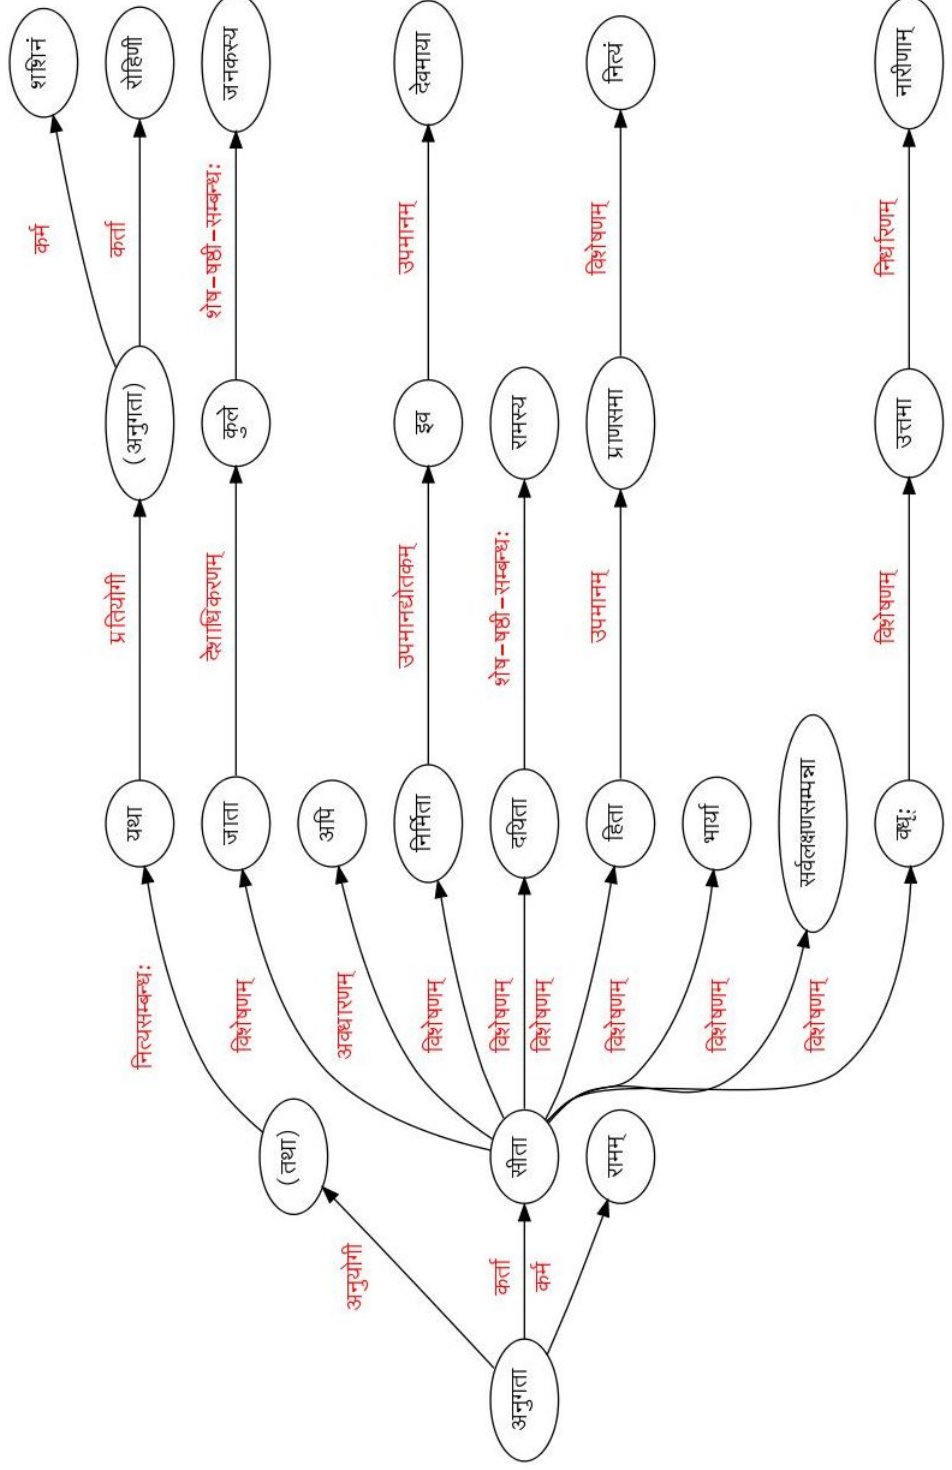 अनुगता
अनुयोगी
कर्ता
कर्म
(तथा)
सीता
रामम्
नित्यसम्बन्धः
विशेषणम्
अवधारणम्
विशेषणम्
विशेषणम्
विशेषणम्
विशेषणम्
विशेषणम्
विशेषणम्
यथा
जाता
अपि
निर्मिता
दयिता
हिता
भार्या
सर्वलक्षणसम्पन्ना
वधूः
प्रतियोगी
देशाधिकरणम्
उपमानद्योतकम्
शेष-षष्ठी-सम्बन्धः
उपमानम्
विशेषणम्
(अनुगता)
कुले
इव
रामस्य
प्राणसमा
उत्तमा
कर्म
कर्ता
शेष-षष्ठी-सम्बन्धः
उपमानम्
विशेषणम्
निर्धारणम्
शशिनं
रोहिणी
जनकस्य
देवमाया
नित्यं
नारीणाम्